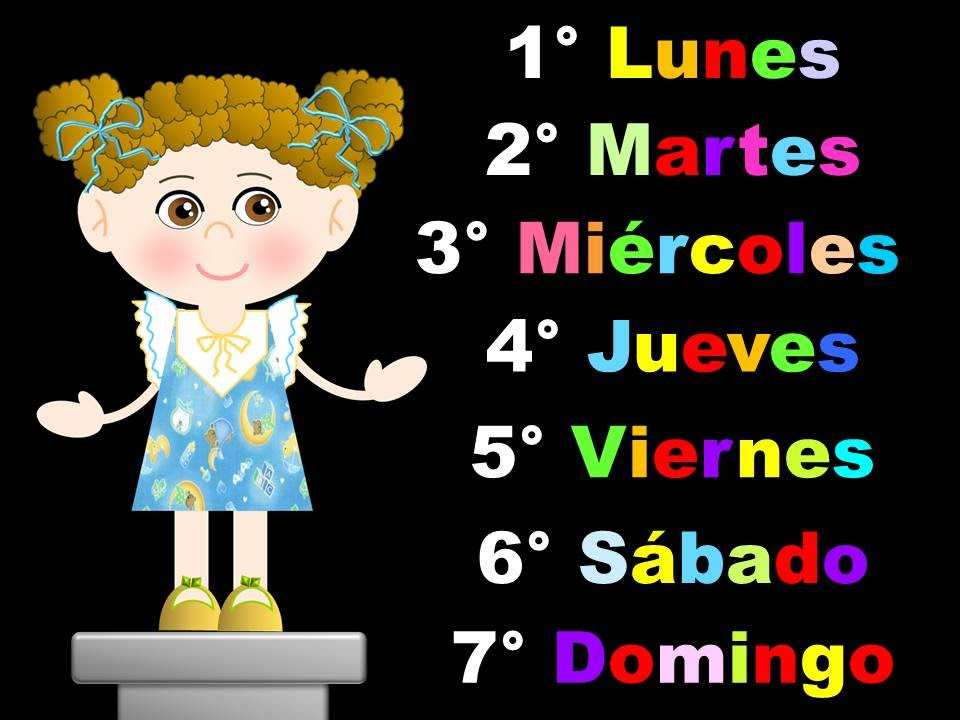 1° Lunes
2° Martes
3° Miércoles
4° Jueves
5° Viernes
6° Sábado
7° Domingo